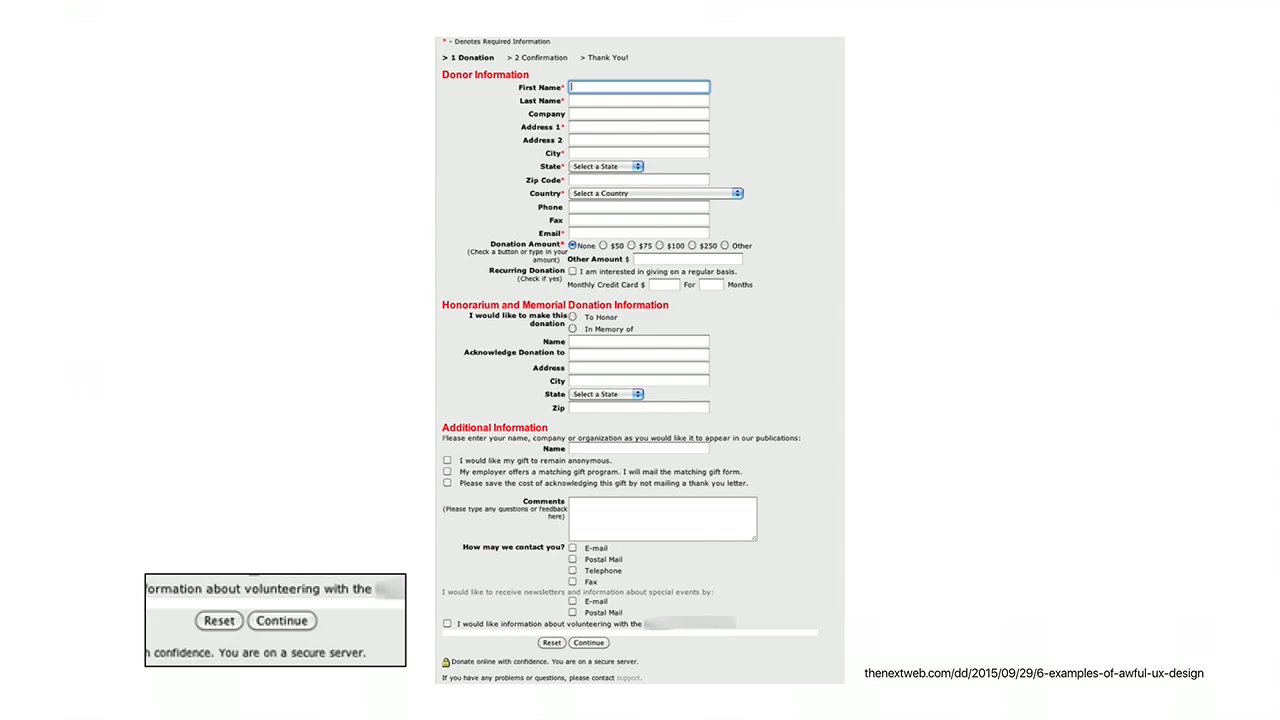 * - Denotes Required Information
> 1 Donation > 2 Confirmation > Thank You!
Donor Information
First Name*
Last Name*
Company
Address 1*
Address 2
City*
State* Select a State
Zip Code*
Country* Select a Country
Phone
Fax
Email*
Donation Amount* None $50 $75 $100 $250 Other
(Check a button or type in your
amount) Other Amount $
Recurring Donation I am interested in giving on a regular basis.
(Check if yes)
Monthly Credit Card $ For Months
Honorarium and Memorial Donation Information
I would like to make this To Honor
donation
In Memory of
Name
Acknowledge Donation to
Address
City
State Select a State
Zip
Additional Information
Please enter your name, company or organization as you would like it to appear in our publications:
Name
I would like my gift to remain anonymous.
My employer offers a matching gift program. I will mail the matching gift form.
Please save the cost of acknowledging this gift by not mailing a thank you letter.
Comments
(Please type any questions or feedback
here)
How may we contact you? E-mail
Postal Mail
Telephone
Fax
I would like to receive newsletters and information about special events by:
E-mail
Postal Mail
I would like information about volunteering with the
Reset Continue
Donate online with confidence. You are on a secure server.
If you have any problems or questions, please contact support.
formation about volunteering with the
Reset Continue
confidence. You are on a secure server.
thenextweb.com/dd/2015/09/29/6-examples-of-awful-ux-design